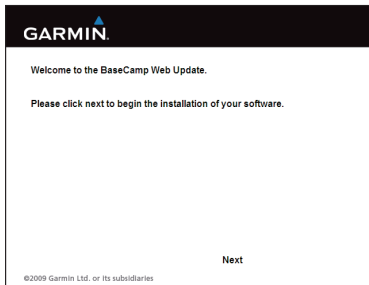 GARMIN.
Welcome to the BaseCamp Web Update.
Please click next to begin the installation of your software.
Next
©2009 Garmin Ltd. or its subsidiaries